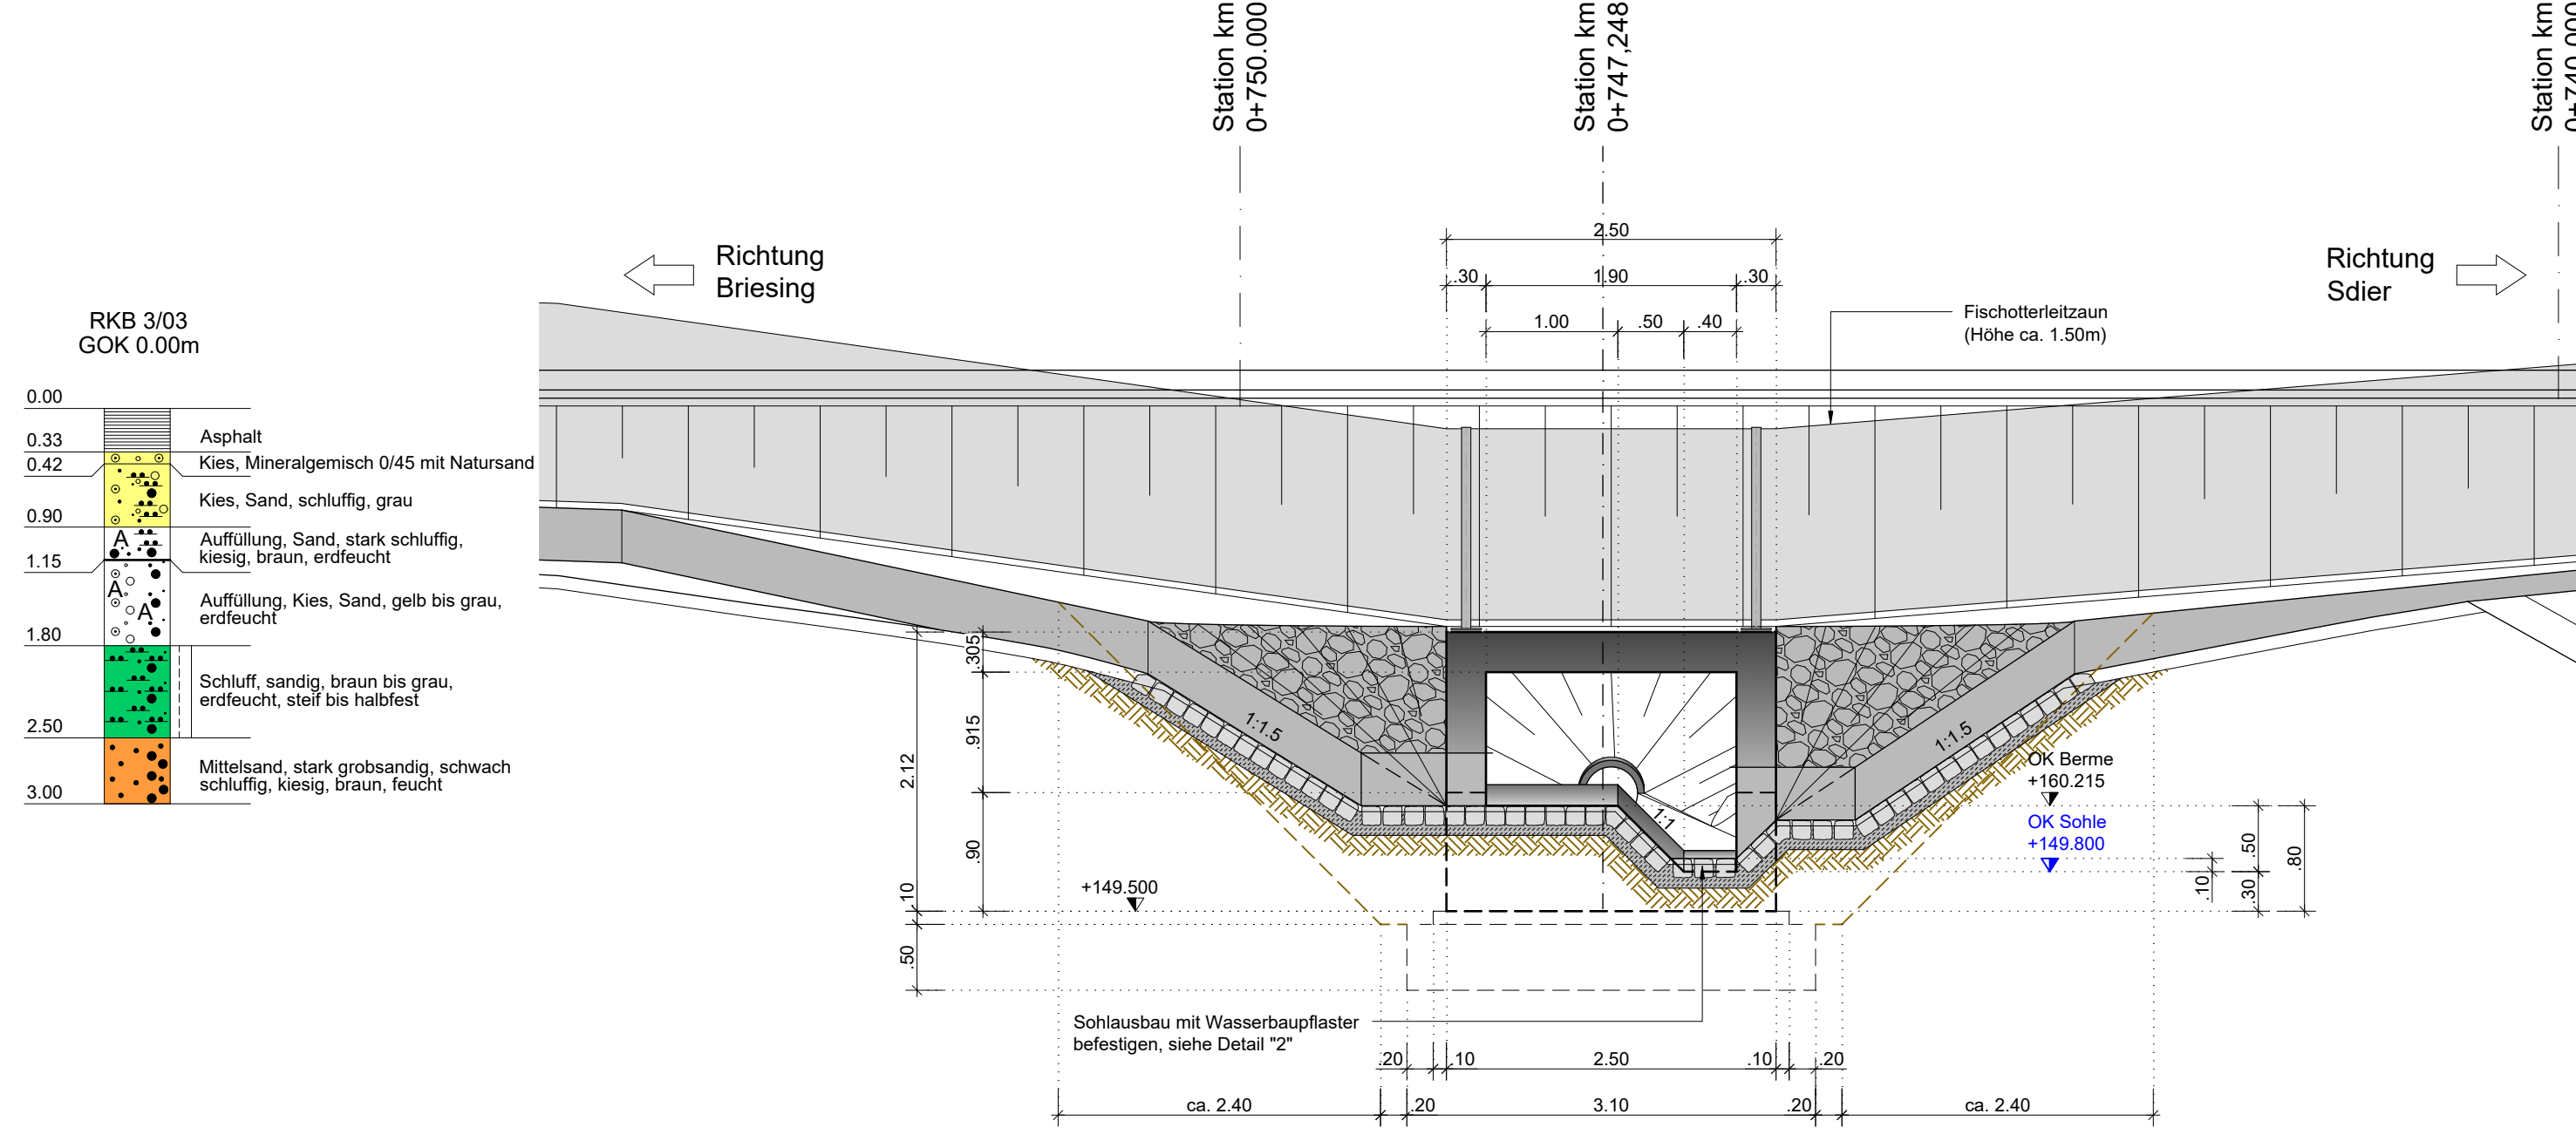 Station km
0+750.000
Station km
0+747,248
Station km
0+740.000
Richtung
Briesing
Richtung
Sdier
2.50
.30
1.90
.30
1.00
.50
.40
Fischotterleitzaun
(Höhe ca. 1.50m)
RKB 3/03
GOK 0.00m
0.00
0.33
0.42
0.90
1.15
1.80
2.50
3.00
Asphalt
Kies, Mineralgemisch 0/45 mit Natursand
Kies, Sand, schluffig, grau
A
Auffüllung, Sand, stark schluffig,
kiesig, braun, erdfeucht
A
A
Auffüllung, Kies, Sand, gelb bis grau,
erdfeucht
Schluff, sandig, braun bis grau,
erdfeucht, steif bis halbfest
Mittelsand, stark grobsandig, schwach
schluffig, kiesig, braun, feucht
.305
.915
2.12
.90
.10
.50
1:1.5
1:1
1:1.5
OK Berme
+160.215
OK Sohle
+149.800
.50
.80
.10
.30
+149.500
Sohlausbau mit Wasserbaupflaster
befestigen, siehe Detail "2"
.20
.10
2.50
.10
.20
ca. 2.40
.20
3.10
.20
ca. 2.40